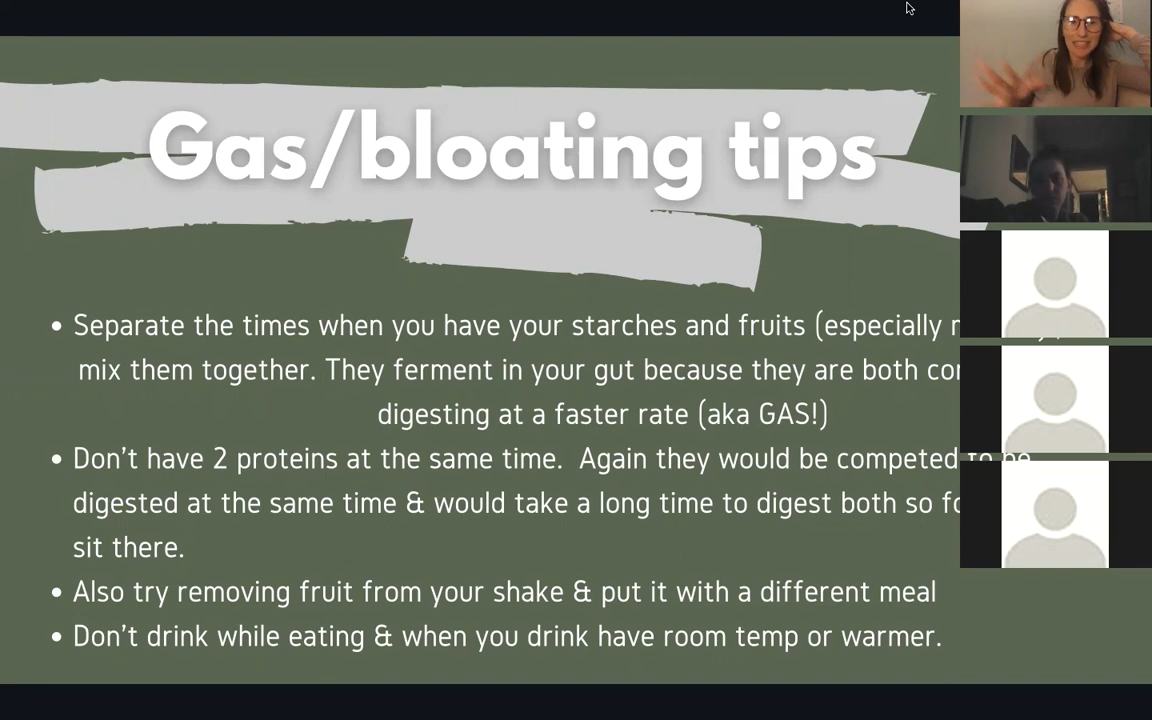 Gas/bloating tips
• Separate the times when you have your starches and fruits (especially
mix them together. They ferment in your gut because they are both
digesting at a faster rate (aka GAS!)
• Don't have 2 proteins at the same time. Again they would be competed to be
digested at the same time & would take a long time to digest both so
sit there.
• Also try removing fruit from your shake & put it with a different meal
• Don't drink while eating & when you drink have room temp or warmer.